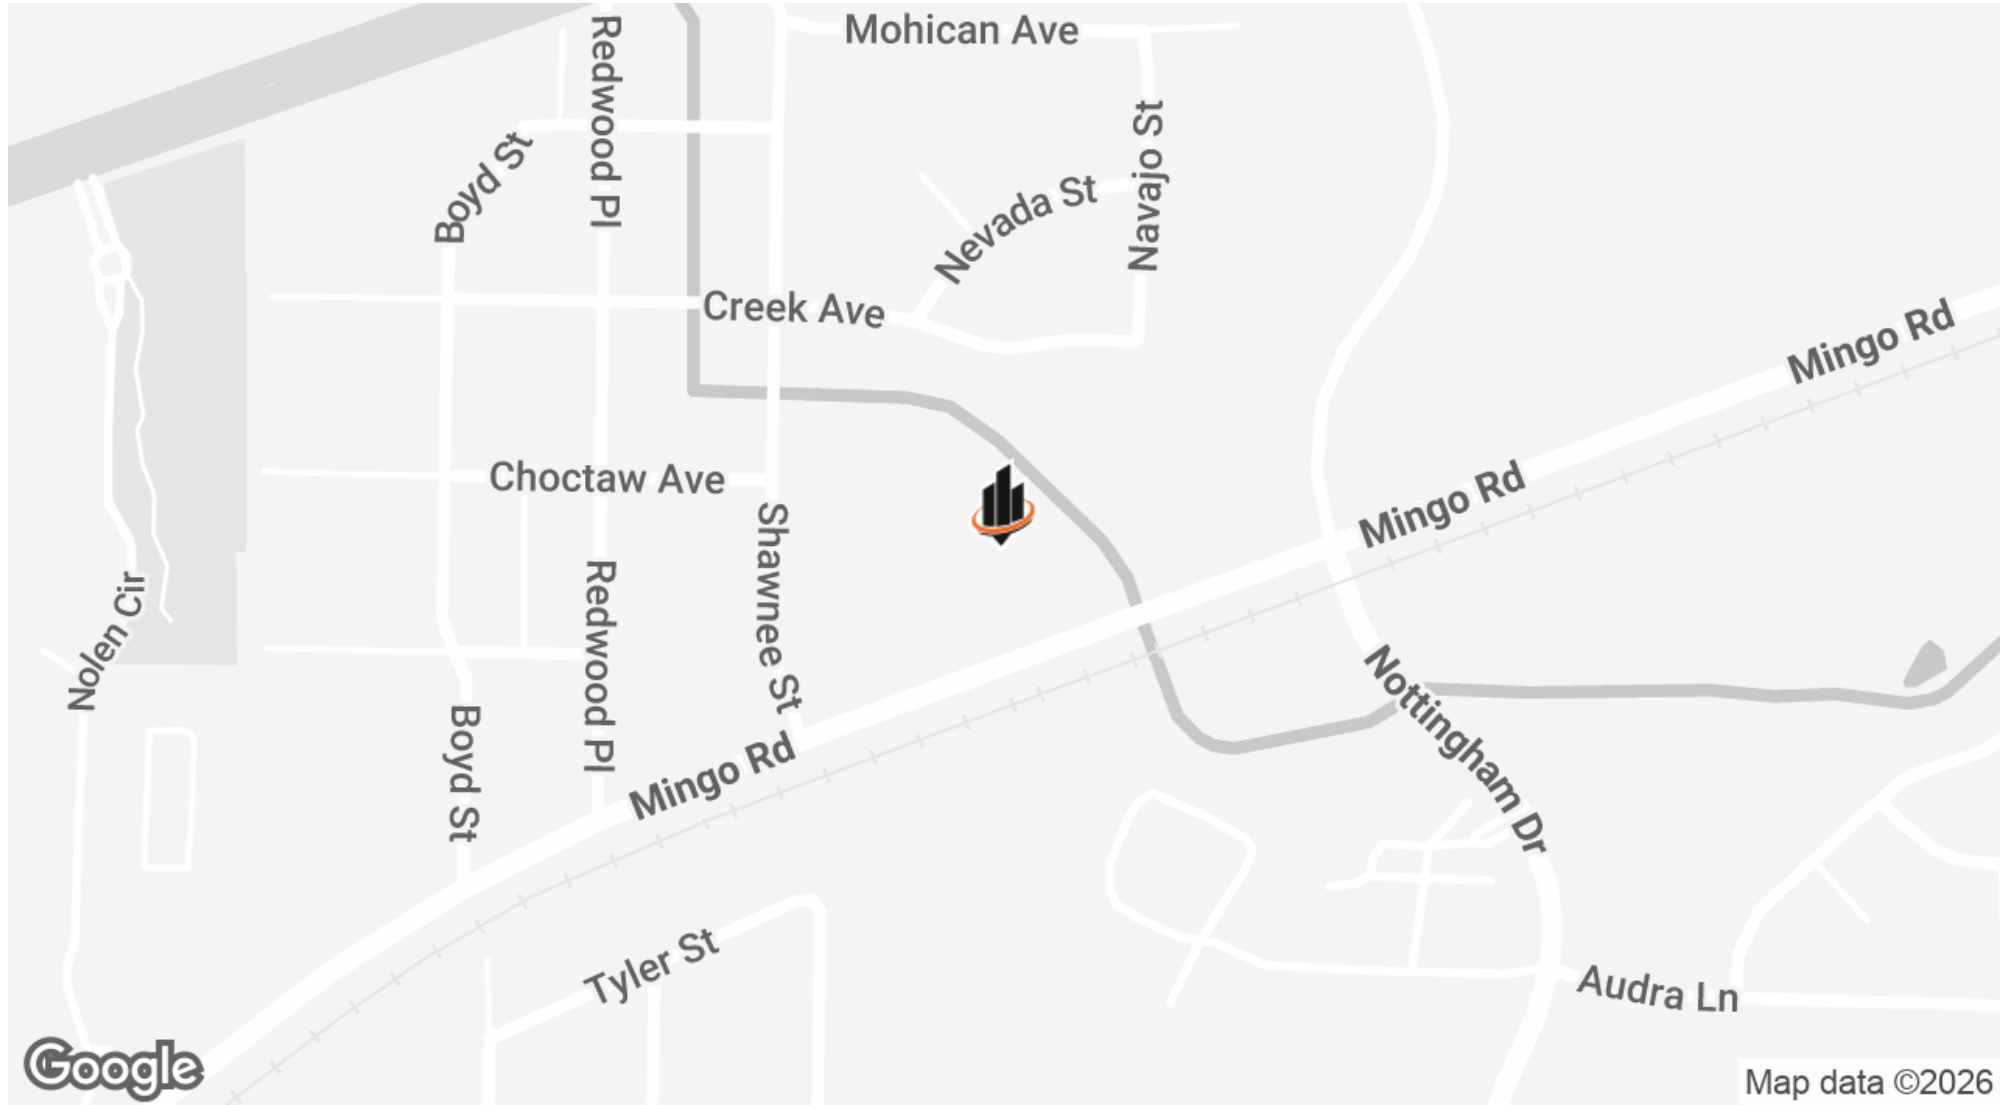 Mohican Ave
Redwood Pl
Boyd St
Navajo St
Nevada St
Creek Ave
Mingo Rd
Choctaw Ave
Mingo Rd
Shawnee St
Nolen Cir
Redwood Pl
Nottingham Dr
Boyd St
Mingo Rd
Tyler St
Audra Ln
Google
Map data ©2026